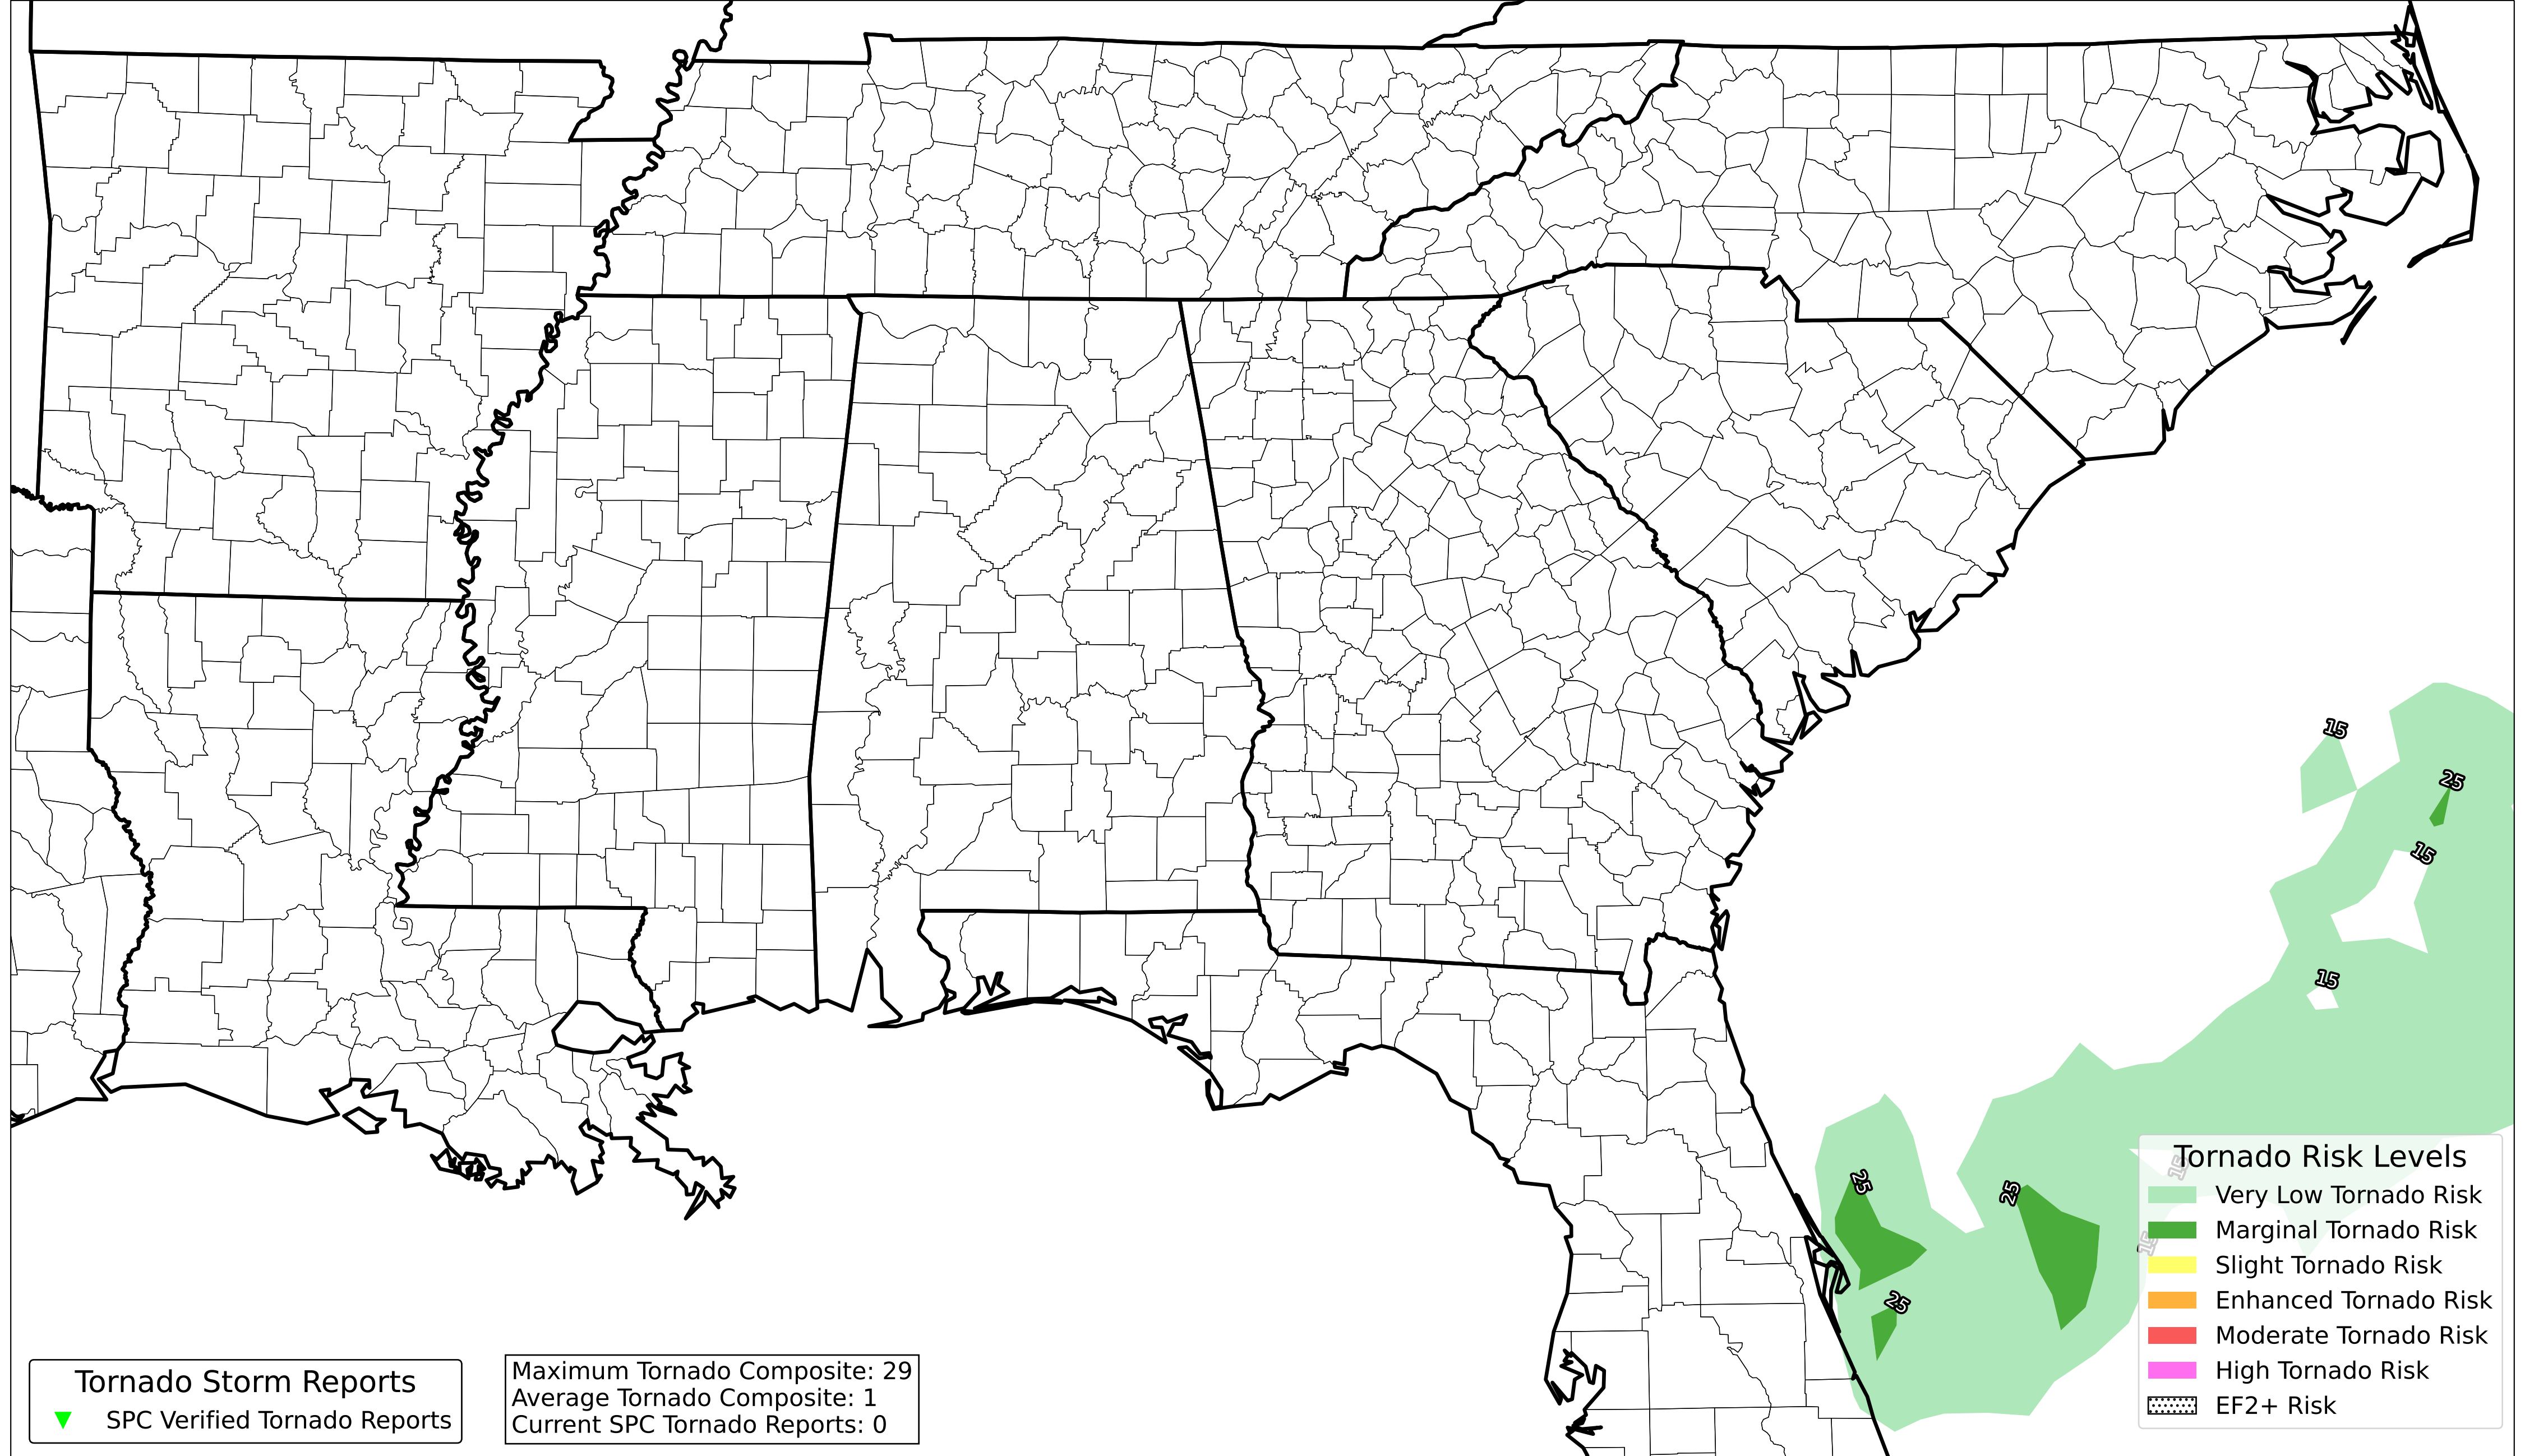 15
25
15
15
25
25
15
15
25
Tornado Risk Levels
Very Low Tornado Risk
Marginal Tornado Risk
Slight Tornado Risk
Enhanced Tornado Risk
Moderate Tornado Risk
High Tornado Risk
EF2+ Risk
Tornado Storm Reports
SPC Verified Tornado Reports
Maximum Tornado Composite: 29
Average Tornado Composite: 1
Current SPC Tornado Reports: 0